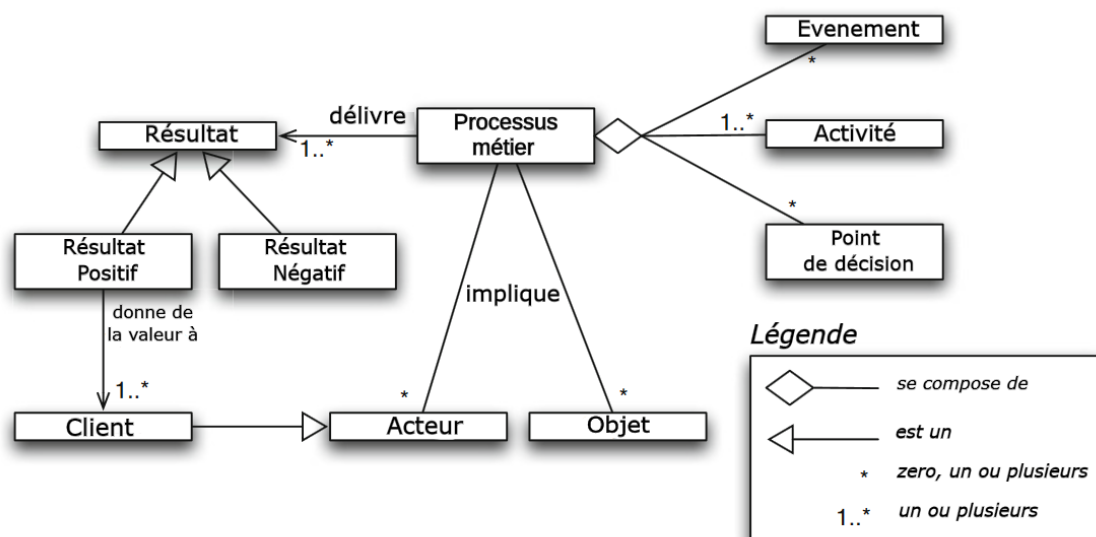 Evenement
*
délivre
Processus
métier
1..*
Activité
Résultat
1..*
*
Point
de décision
Résultat
Positif
Résultat
Négatif
implique
donne de
la valeur à
1..*
*
*
Client
Acteur
Objet
Légende
se compose de
est un
* zero, un ou plusieurs
1..* un ou plusieurs